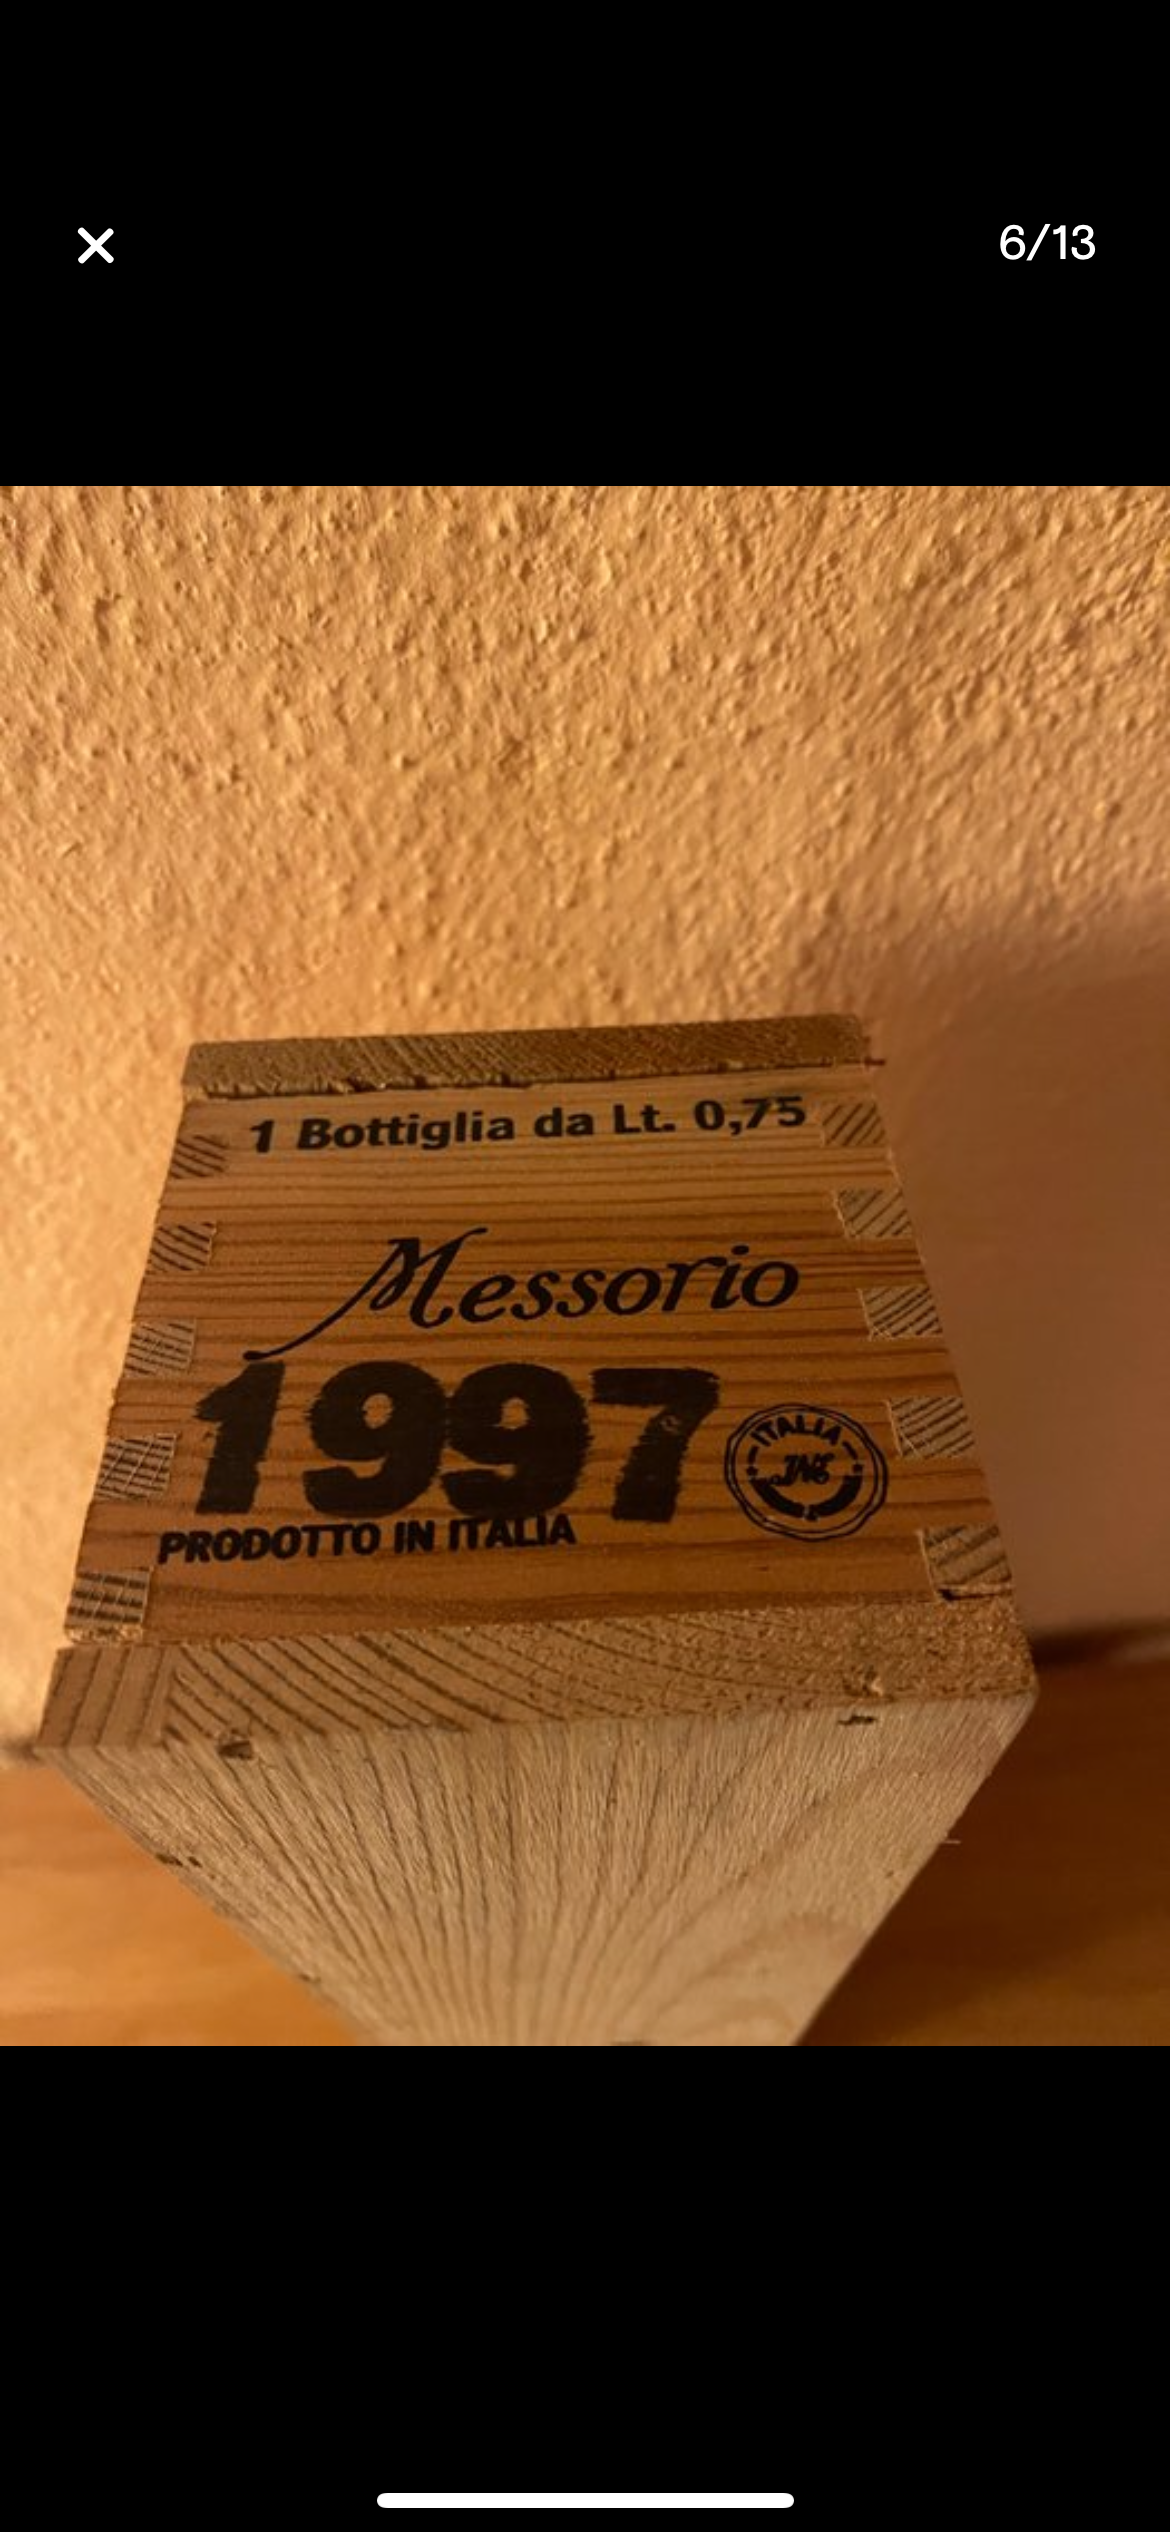 6/13
1 Bottiglia da Lt. 0,75
Messorio
1997
ITALIA
PRODOTTO IN ITALIA